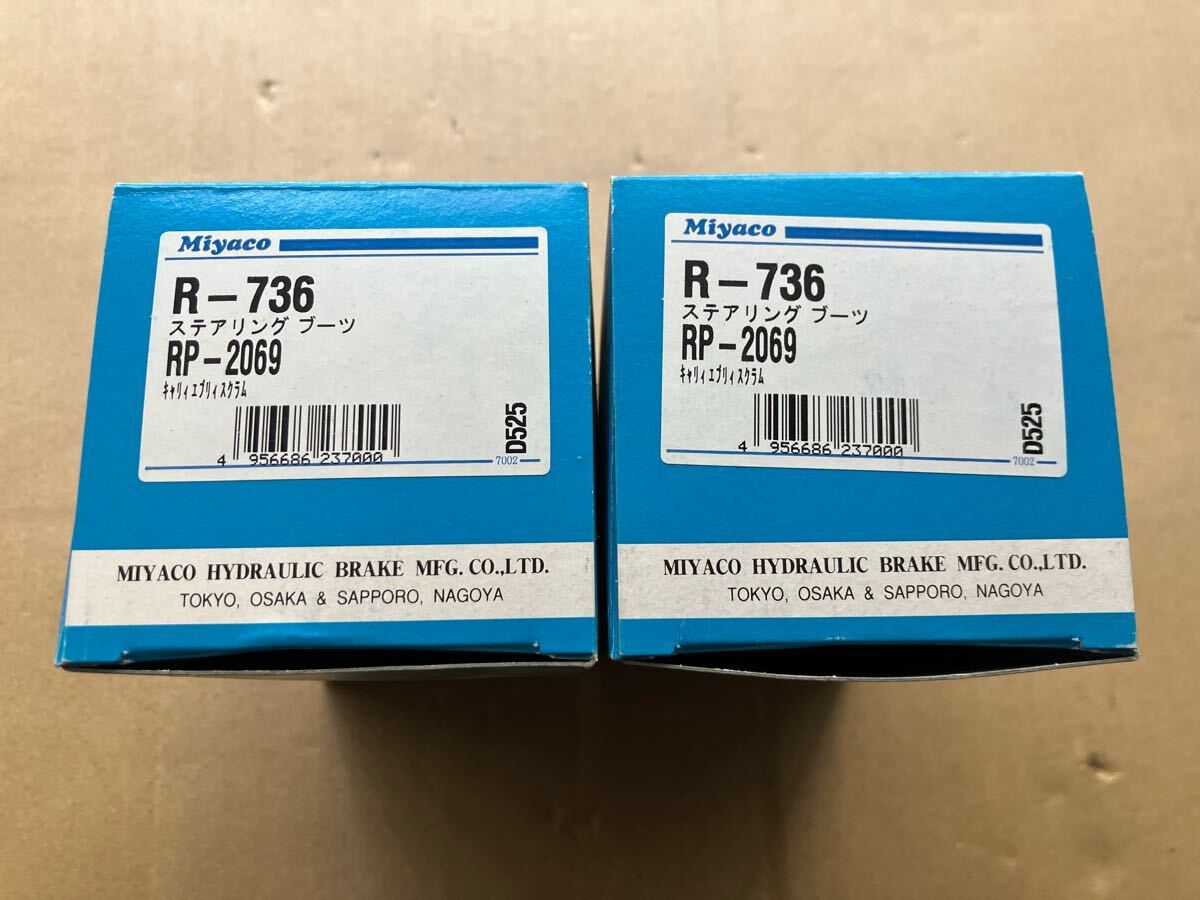 Miyaco
R-736
ステアリング ブーツ
RP-2069
ｷｬﾘｨ ｴﾌﾞﾘｨ ｽｸﾗﾑ
4 956686 237000
D525
7002
MIYACO HYDRAULIC BRAKE MFG. CO.,LTD.
TOKYO, OSAKA & SAPPORO, NAGOYA
Miyaco
R-736
ステアリング ブーツ
RP-2069
ｷｬﾘｨ ｴﾌﾞﾘｨ ｽｸﾗﾑ
4 956686 237000
D525
7002
MIYACO HYDRAULIC BRAKE MFG. CO.,LTD.
TOKYO, OSAKA & SAPPORO, NAGOYA